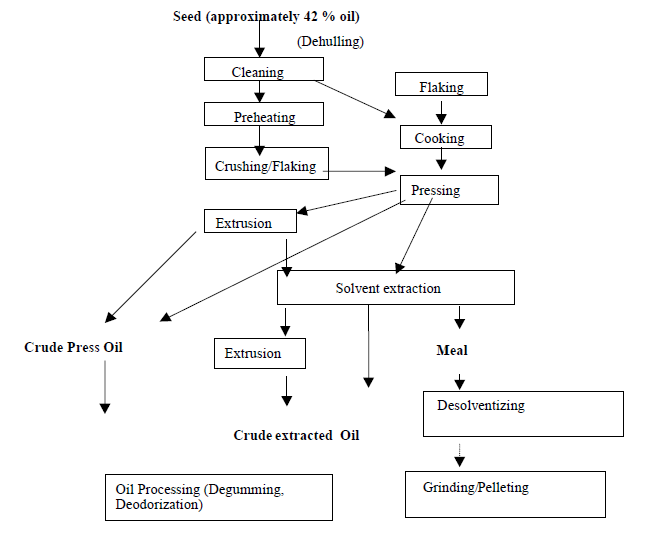 Seed (approximately 42 % oil)
(Dehulling)
Cleaning
Flaking
Preheating
Cooking
Crushing/Flaking
Pressing
Extrusion
Solvent extraction
Crude Press Oil
Extrusion
Meal
Desolventizing
Crude extracted Oil
Oil Processing (Degumming,
Deodorization)
Grinding/Pelleting